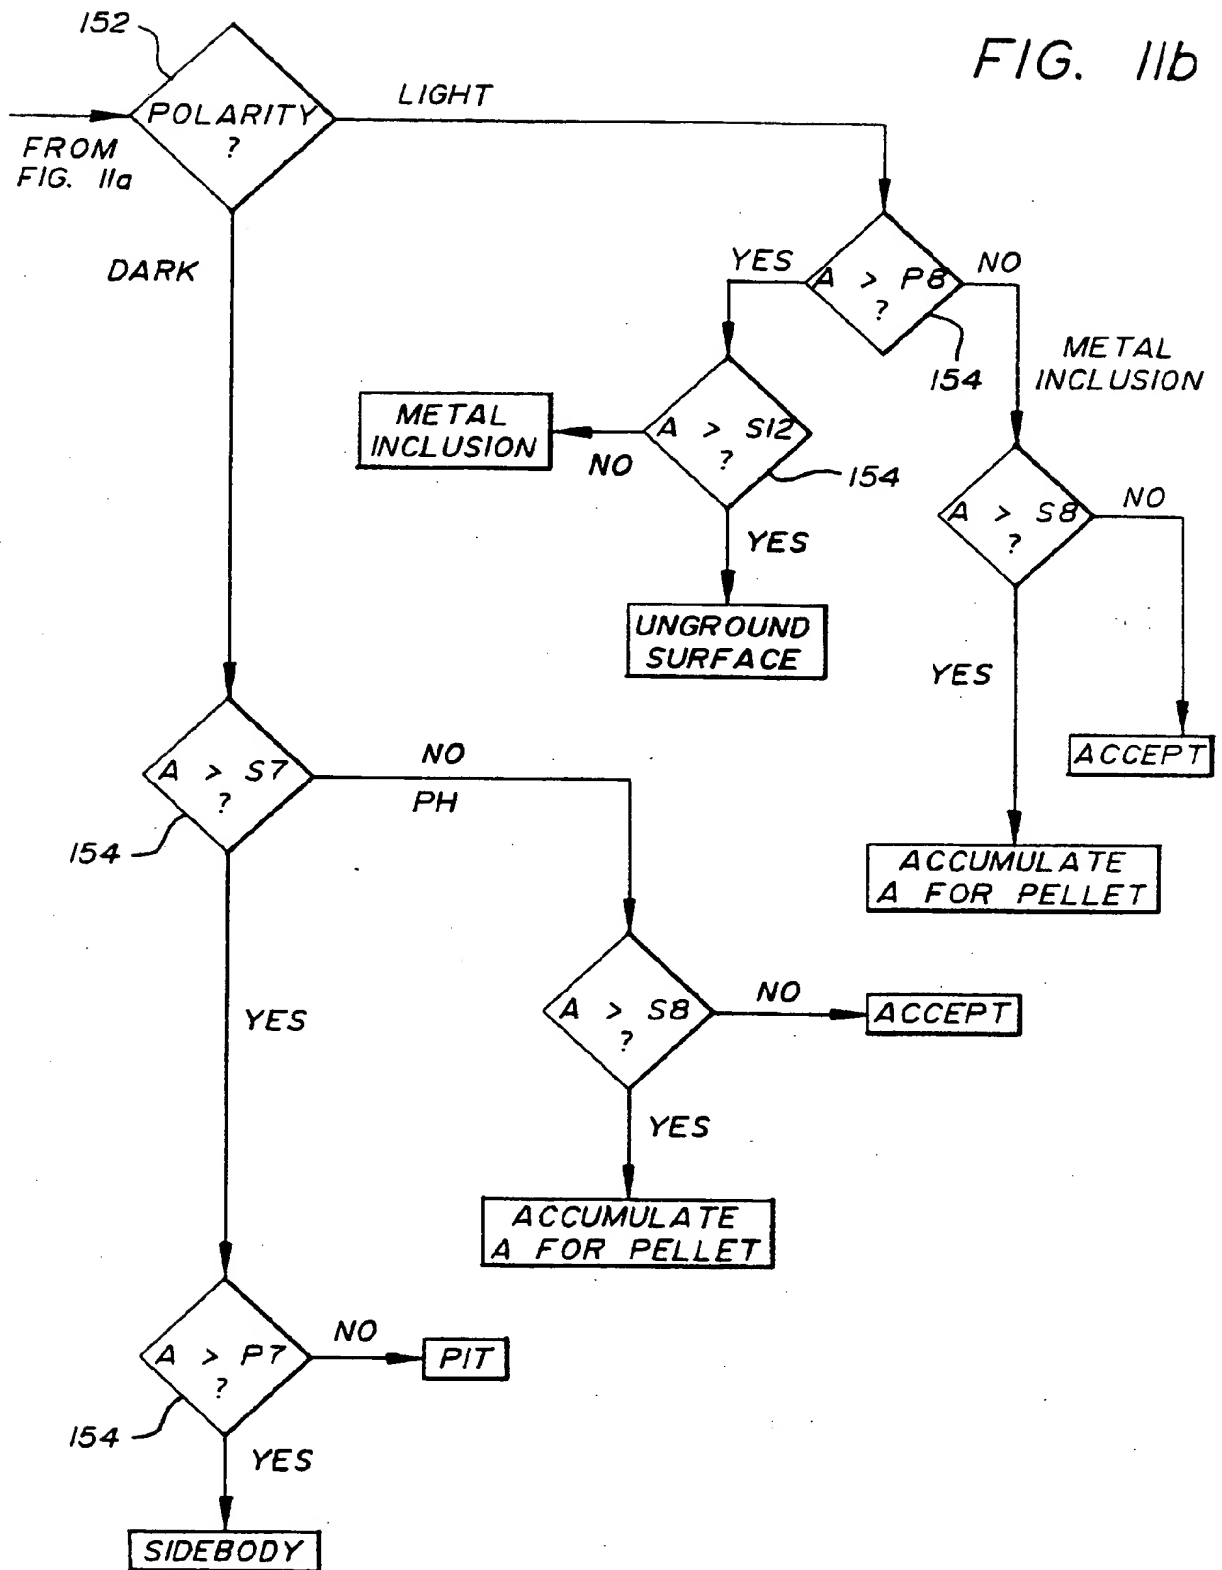 FIG. 11b
152
POLARITY
?
LIGHT
FROM
FIG. 11a
DARK
YES
A > P8
?
NO
154
METAL
INCLUSION
METAL
INCLUSION
NO
A > S12
?
154
YES
UNGROUND
SURFACE
A > S8
?
NO
YES
ACCEPT
ACCUMULATE
A FOR PELLET
A > S7
?
154
NO
PH
YES
A > S8
?
NO
ACCEPT
YES
ACCUMULATE
A FOR PELLET
A > P7
?
154
NO
PIT
YES
SIDEBODY